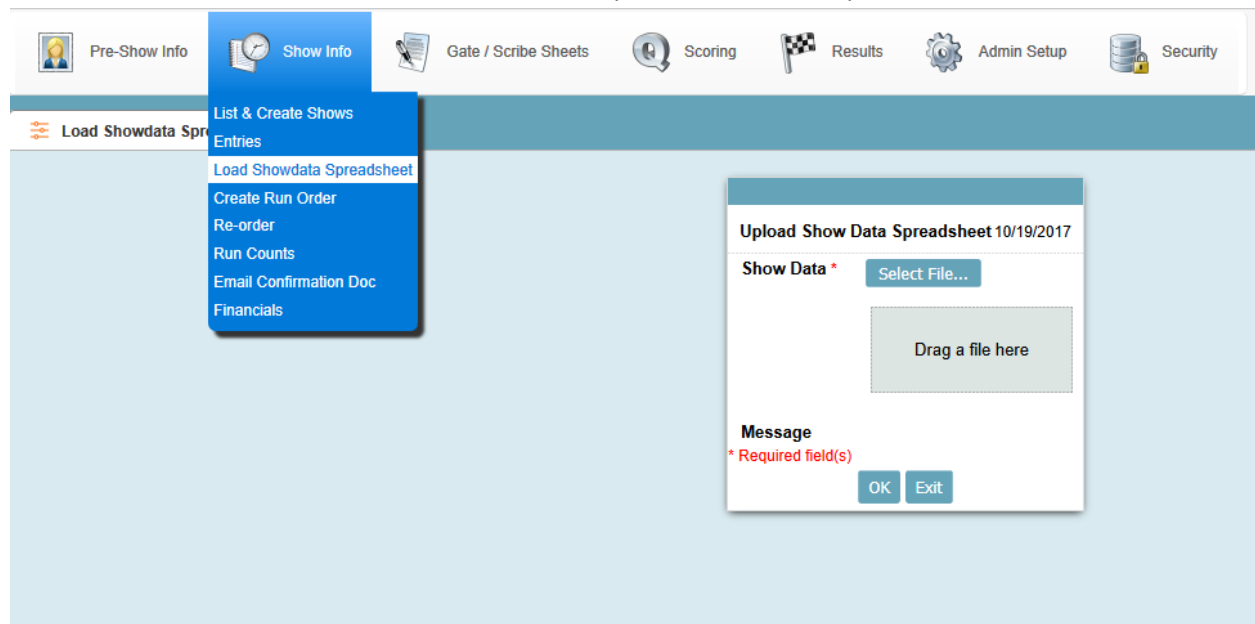 Pre-Show Info
Show Info
Gate / Scribe Sheets
Scoring
Results
Admin Setup
Security
Load Showdata
List & Create Shows
Entries
Load Showdata Spreadsheet
Create Run Order
Re-order
Run Counts
Email Confirmation Doc
Financials
Upload Show Data Spreadsheet 10/19/2017
Show Data *
Select File...
Drag a file here
Message
* Required field(s)
OK
Exit